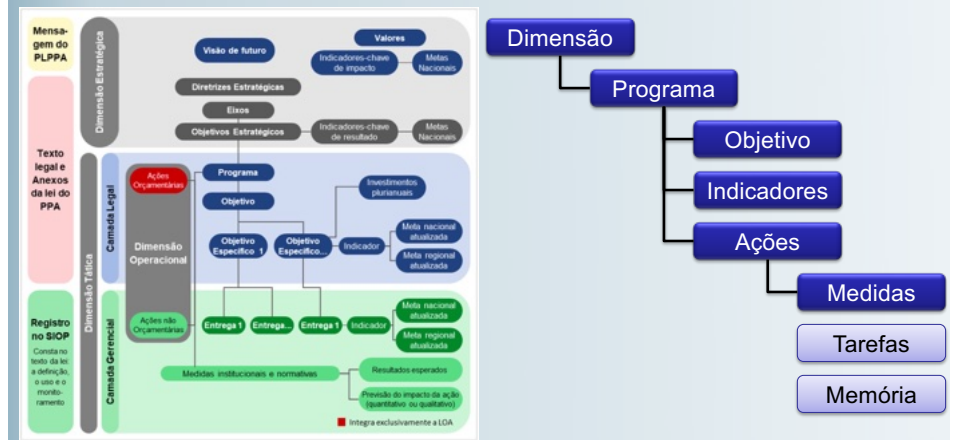 Mensa-
gem do
PLPPA
Texto
legal e
Anexos
da lei do
PPA
Registro
no SIOP
Consta no
texto da lei:
a definição,
o uso e o
monito-
ramento
Dimensão Estratégica
Visão de futuro
Valores
Indicadores-chave
de impacto
Metas
Nacionais
Diretrizes Estratégicas
Eixos
Objetivos Estratégicos
Indicadores-chave
de resultado
Metas
Nacionais
Dimensão Tática
Camada Legal
Ações
Orçamentárias
Dimensão
Operacional
Programa
Objetivo
Investimentos
plurianuais
Objetivo
Específico 1
Objetivo
Específico...
Indicador
Meta nacional
atualizada
Meta regional
atualizada
Camada Gerencial
Ações não
Orçamentárias
Entrega 1
Entrega...
Entrega 1
Indicador
Meta nacional
atualizada
Meta regional
atualizada
Medidas institucionais e normativas
Resultados esperados
Previsão do impacto da ação
(quantitativo ou qualitativo)
Integra exclusivamente a LOA
Dimensão
Programa
Objetivo
Indicadores
Ações
Medidas
Tarefas
Memória